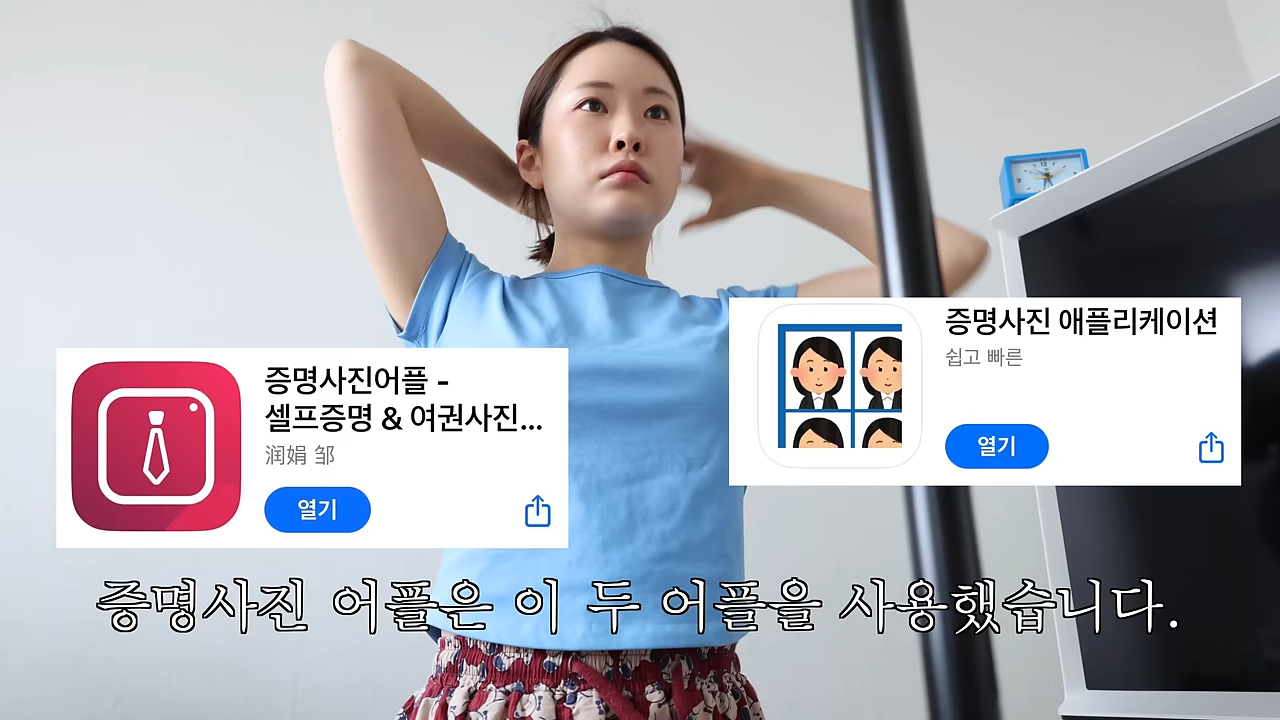 증명사진어플 -
셀프증명 & 여권사진...
润娟 邹
열기
증명사진 애플리케이션
쉽고 빠른
열기
증명사진 어플은 이 두 어플을 사용했습니다.